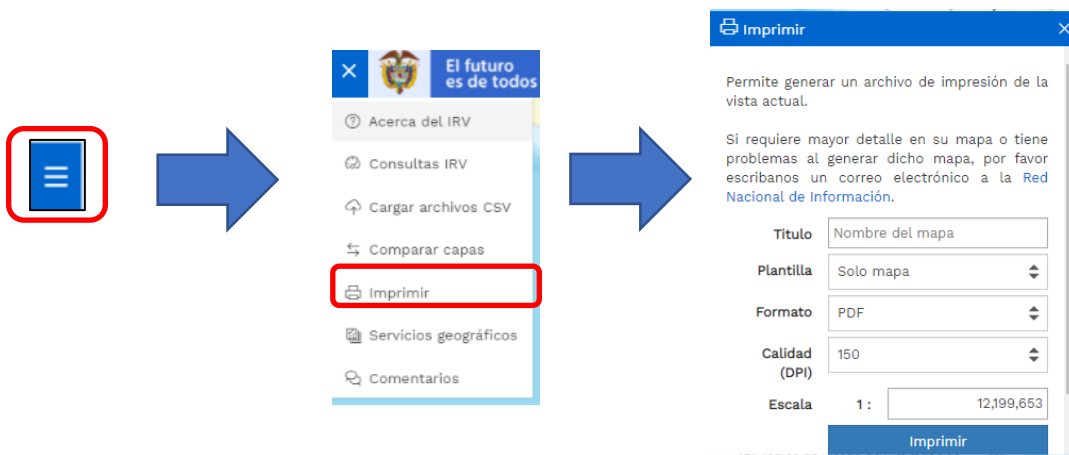 El futuro
es de todos
Acerca del IRV
Consultas IRV
Cargar archivos CSV
Comparar capas
Imprimir
Servicios geográficos
Comentarios
Imprimir
Permite generar un archivo de impresión de la
vista actual.
Si requiere mayor detalle en su mapa o tiene
problemas al generar dicho mapa, por favor
escribanos un correo electrónico a la Red
Nacional de Información.
Titulo Nombre del mapa
Plantilla Solo mapa
Formato PDF
Calidad 150
(DPI)
Escala 1 : 12,199,653
Imprimir